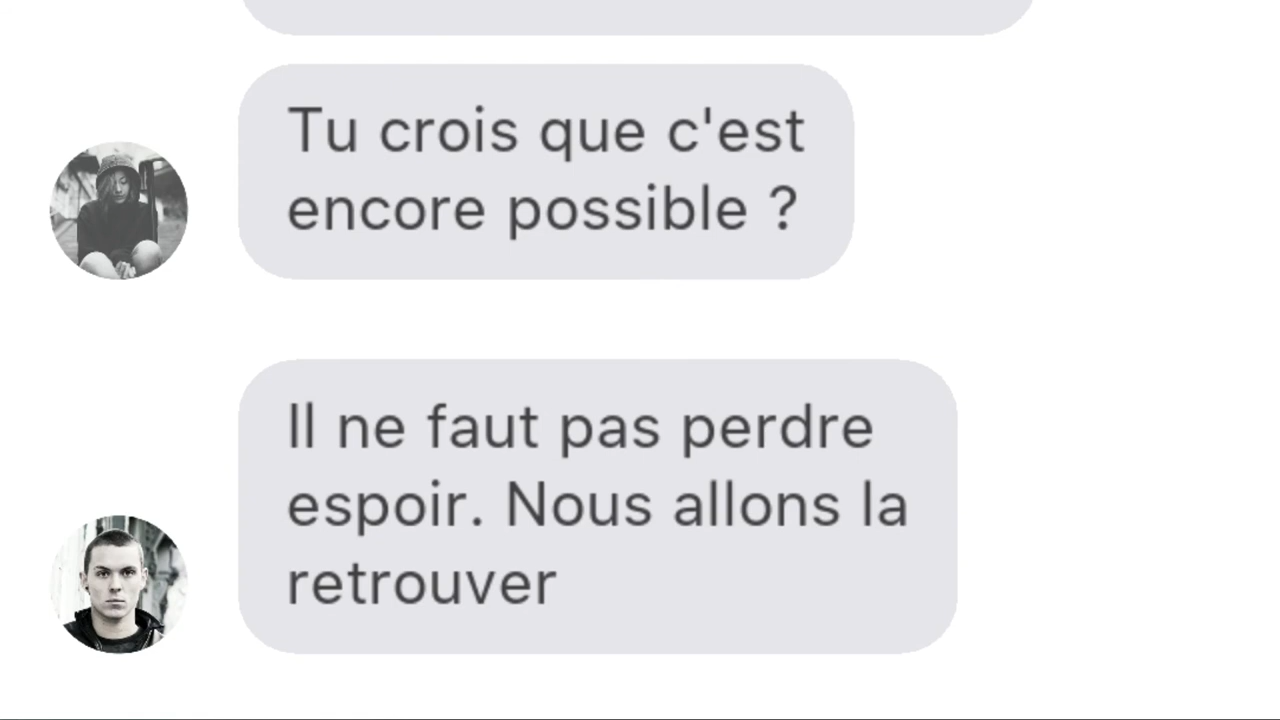 Tu crois que c'est
encore possible ?
Il ne faut pas perdre
espoir. Nous allons la
retrouver